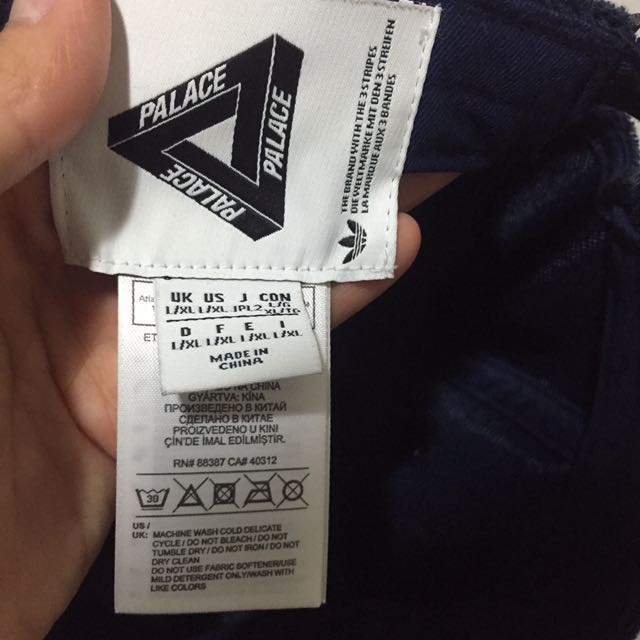 PALACE
PALACE
PALACE
THE BRAND WITH THE 3 STRIPES
DIE WELTMARKE MIT DEN 3 STREIFEN
LA MARQUE AUX 3 BANDES
UK US J CDN
L/XL L/XL JPL2 L/G XL/TG
D F E I
L/XL L/XL L/XL L/XL
MADE IN
CHINA
NA CHINA
GYÁRTVA: KÍNA
ПРОИЗВЕДЕНО В КИТАЙ
СДЕЛАНО В КИТАЕ
PROIZVEDENO U KINI
ÇİN'DE İMAL EDİLMİŞTİR.
RN# 88387 CA# 40312
30
US /
UK: MACHINE WASH COLD DELICATE
CYCLE / DO NOT BLEACH / DO NOT
TUMBLE DRY / DO NOT IRON / DO NOT
DRY CLEAN
DO NOT USE FABRIC SOFTENER/USE
MILD DETERGENT ONLY/WASH WITH
LIKE COLORS